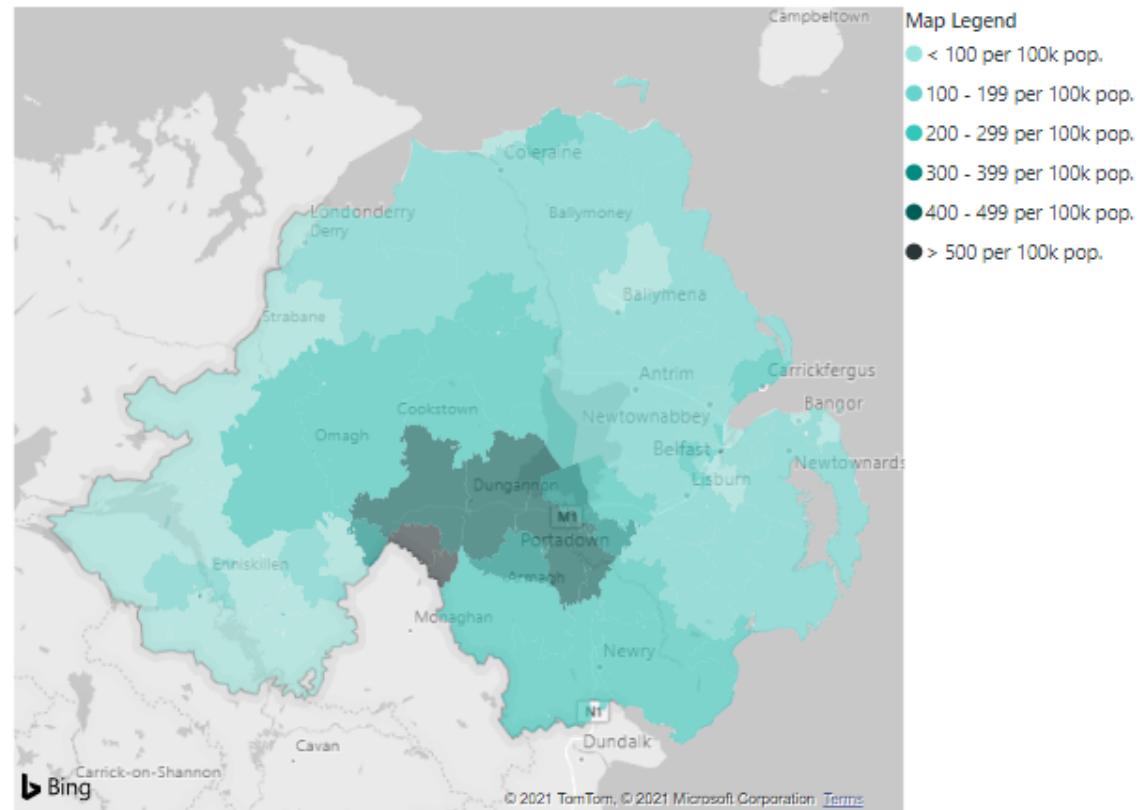 Campbeltown
Map Legend
< 100 per 100k pop.
100 - 199 per 100k pop.
200 - 299 per 100k pop.
300 - 399 per 100k pop.
400 - 499 per 100k pop.
> 500 per 100k pop.
Coleraine
Londonderry
Derry
Ballymoney
Ballymena
Strabane
Carrickfergus
Antrim
Bangor
Cookstown
Newtownabbey
Omagh
Belfast
Newtownards
Lisburn
Dungannon
M1
Portadown
Enniskillen
Armagh
Monaghan
Newry
N1
Dundalk
Cavan
Carrick-on-Shannon
Bing
© 2021 TomTom, © 2021 Microsoft Corporation Terms